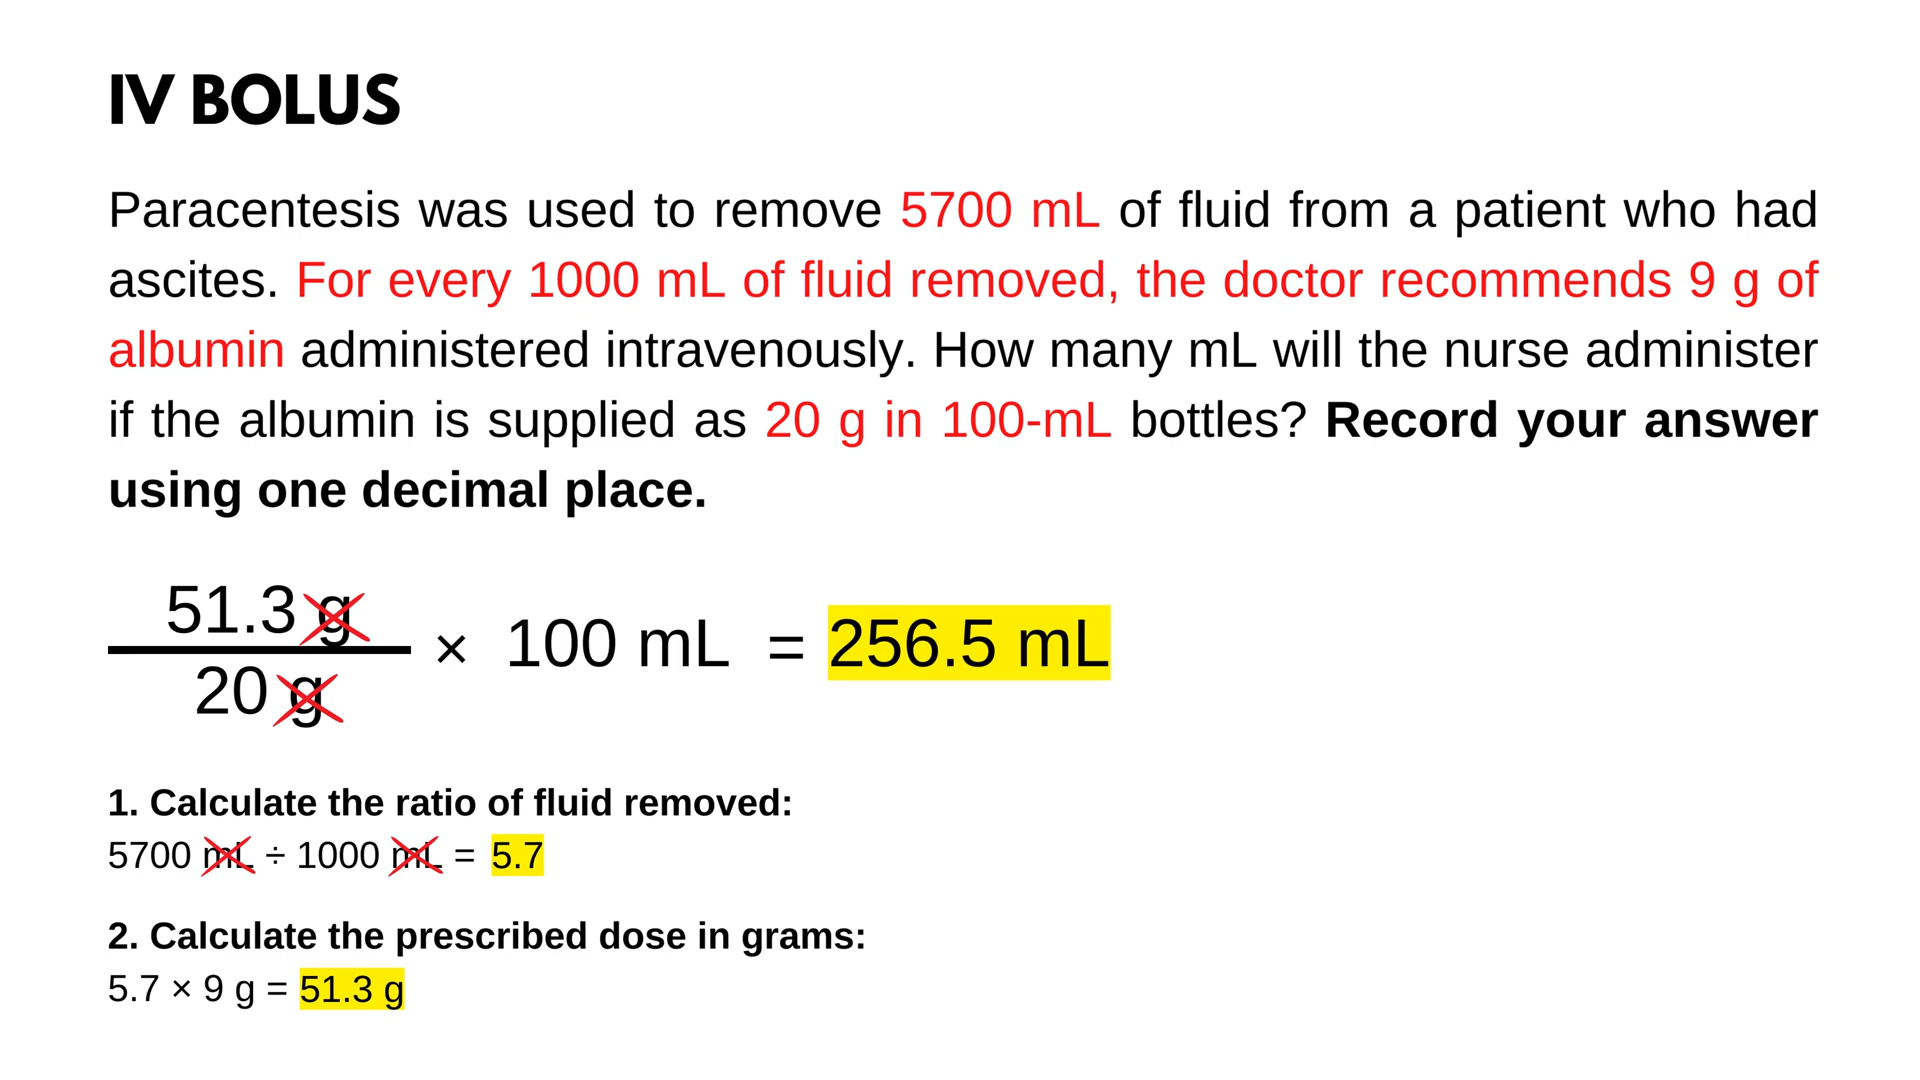 IV BOLUS
Paracentesis was used to remove 5700 mL of fluid from a patient who had
ascites. For every 1000 mL of fluid removed, the doctor recommends 9 g of
albumin administered intravenously. How many mL will the nurse administer
if the albumin is supplied as 20 g in 100-mL bottles? Record your answer
using one decimal place.
51.3 g
× 100 mL = 256.5 mL
20 g
1. Calculate the ratio of fluid removed:
5700 mL ÷ 1000 mL = 5.7
2. Calculate the prescribed dose in grams:
5.7 × 9 g = 51.3 g